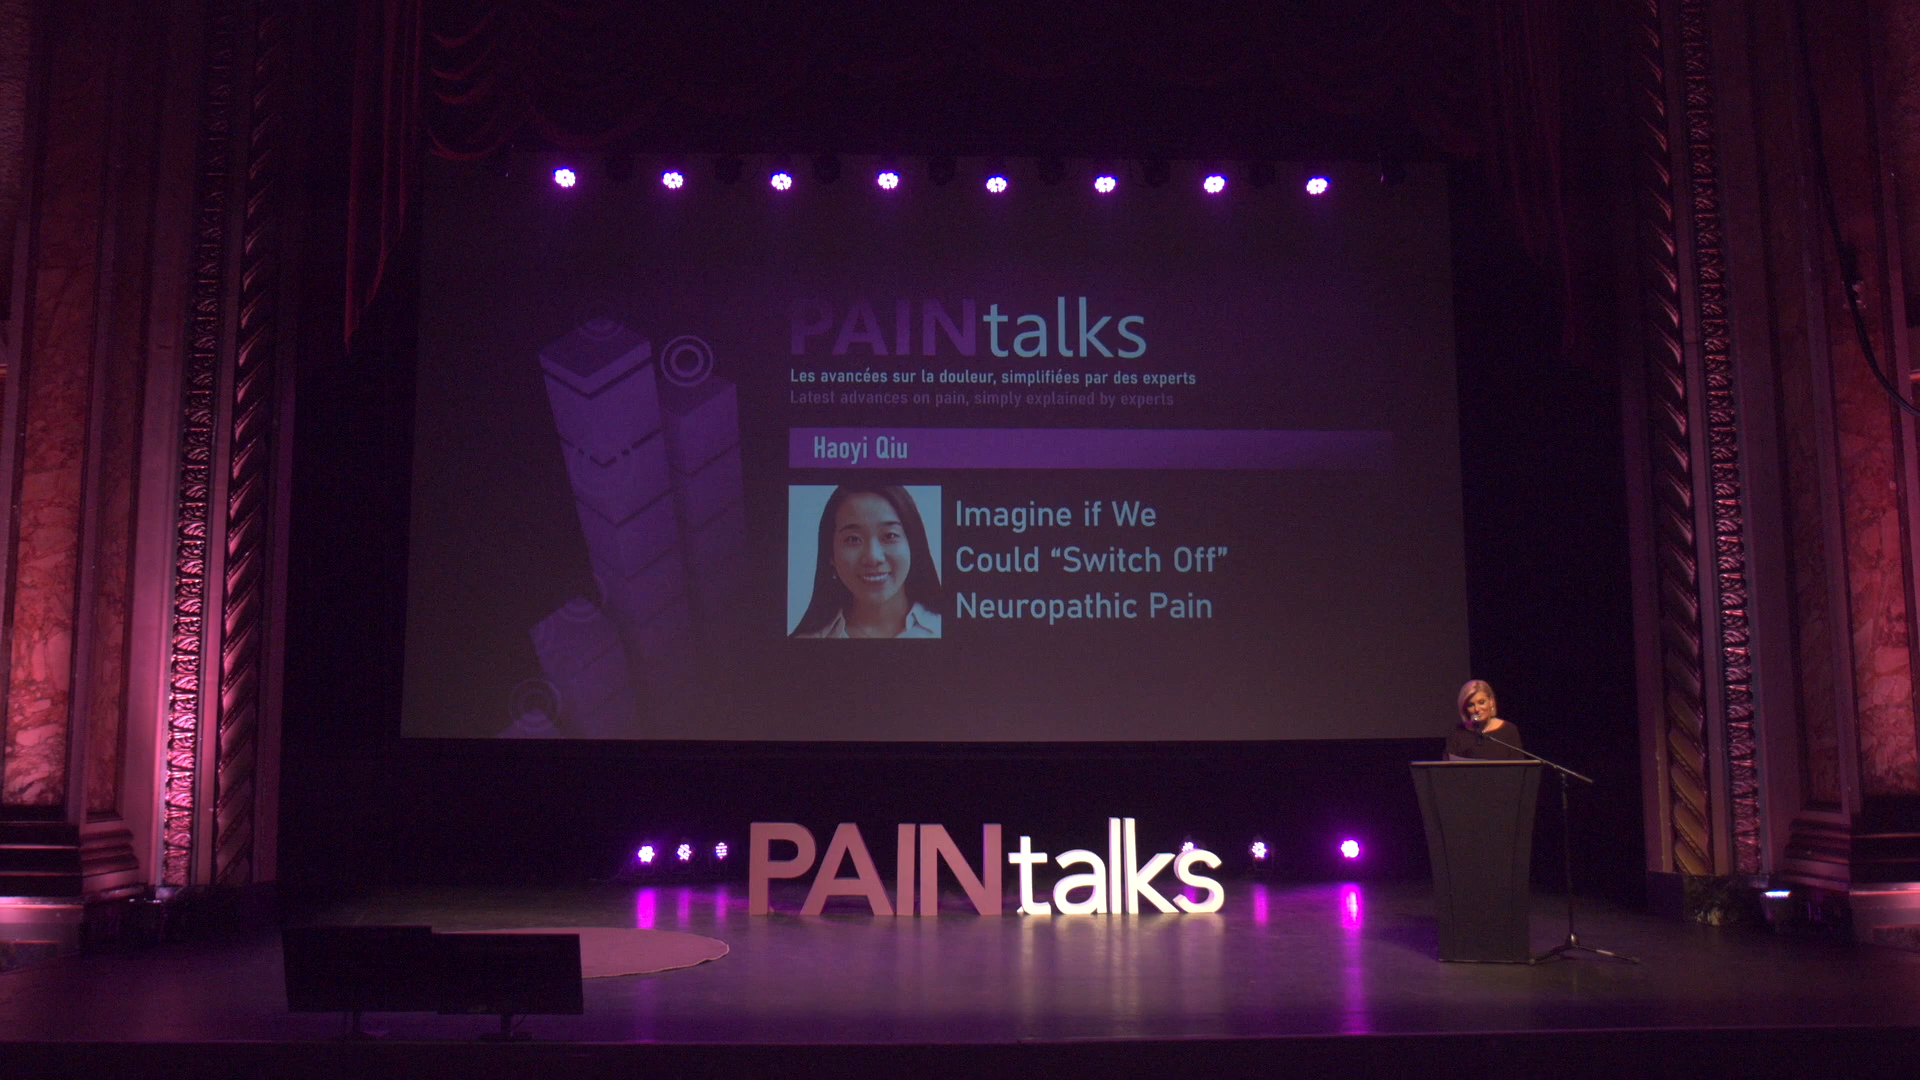 PAINtalks
Les avancées sur la douleur, simplifiées par des experts
Latest advances on pain, simply explained by experts
Haoyi Qiu
Imagine if We
Could “Switch Off”
Neuropathic Pain
PAINtalks